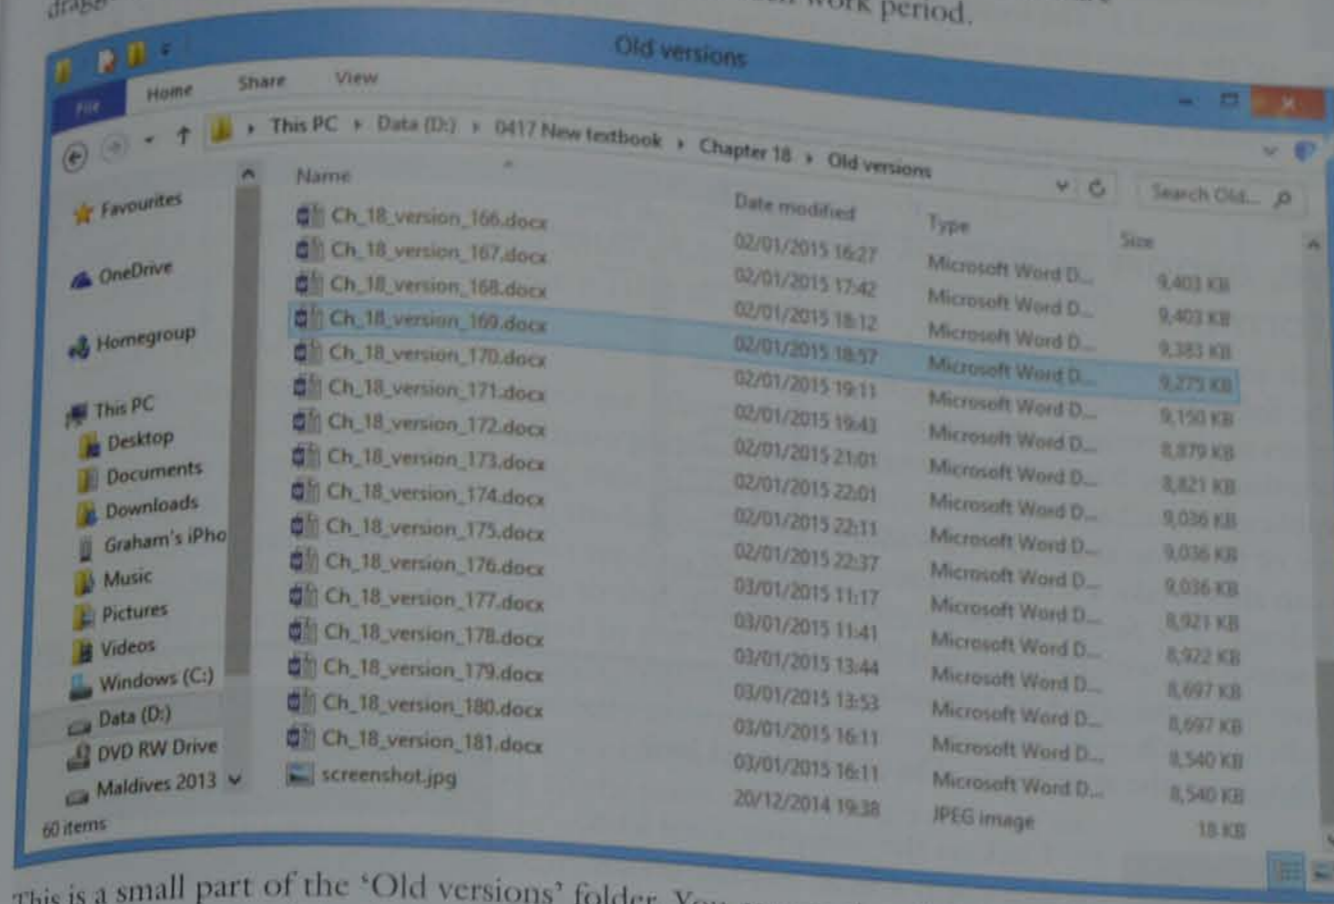 work period.
Old versions
File Home Share View
This PC Data (D:) 0417 New textbook Chapter 18 Old versions Search Old...
Name Date modified Type Size
Favourites
OneDrive
Homegroup
This PC
Desktop
Documents
Downloads
Graham's iPho
Music
Pictures
Videos
Windows (C:)
Data (D:)
DVD RW Drive
Maldives 2013
Ch_18_version_166.docx 02/01/2015 16:27 Microsoft Word D... 9,403 KB
Ch_18_version_167.docx 02/01/2015 17:42 Microsoft Word D... 9,403 KB
Ch_18_version_168.docx 02/01/2015 18:12 Microsoft Word D... 9,383 KB
Ch_18_version_169.docx 02/01/2015 18:57 Microsoft Word D... 9,275 KB
Ch_18_version_170.docx 02/01/2015 19:11 Microsoft Word D... 9,150 KB
Ch_18_version_171.docx 02/01/2015 19:43 Microsoft Word D... 8,879 KB
Ch_18_version_172.docx 02/01/2015 21:01 Microsoft Word D... 8,821 KB
Ch_18_version_173.docx 02/01/2015 22:01 Microsoft Word D... 9,036 KB
Ch_18_version_174.docx 02/01/2015 22:11 Microsoft Word D... 9,036 KB
Ch_18_version_175.docx 02/01/2015 22:37 Microsoft Word D... 9,036 KB
Ch_18_version_176.docx 03/01/2015 11:17 Microsoft Word D... 8,921 KB
Ch_18_version_177.docx 03/01/2015 11:41 Microsoft Word D... 8,922 KB
Ch_18_version_178.docx 03/01/2015 13:44 Microsoft Word D... 8,697 KB
Ch_18_version_179.docx 03/01/2015 13:53 Microsoft Word D... 8,697 KB
Ch_18_version_180.docx 03/01/2015 16:11 Microsoft Word D... 8,540 KB
Ch_18_version_181.docx 03/01/2015 16:11 Microsoft Word D... 8,540 KB
screenshot.jpg 20/12/2014 19:38 JPEG image 18 KB
60 items
This is a small part of the 'Old versions' folder. You